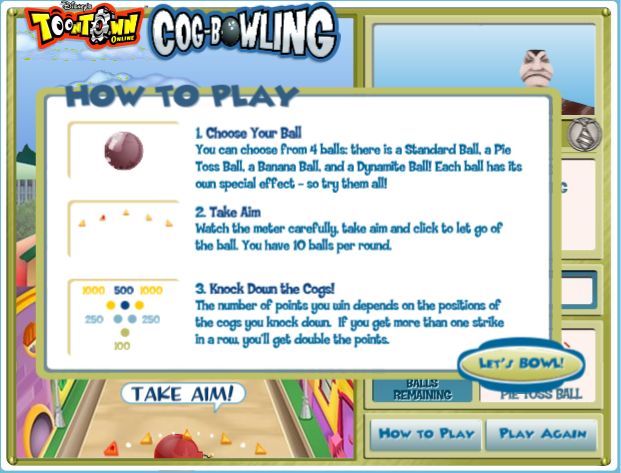 Disney's
TOONTOWN
ONLINE
COG-BOWLING
HOW TO PLAY
1. Choose Your Ball
You can choose from 4 balls: there is a Standard Ball, a Pie
Toss Ball, a Banana Ball, and a Dynamite Ball! Each ball has its
own special effect - so try them all!
2. Take Aim
Watch the meter carefully, take aim and click to let go of
the ball. You have 10 balls per round.
1000 500 1000
250 250
100
3. Knock Down the Cogs!
The number of points you win depends on the positions of
the cogs you knock down. If you get more than one strike
in a row, you'll get double the points.
LET'S BOWL!
TAKE AIM!
BALLS
REMAINING
PIE TOSS BALL
HOW TO PLAY
PLAY AGAIN